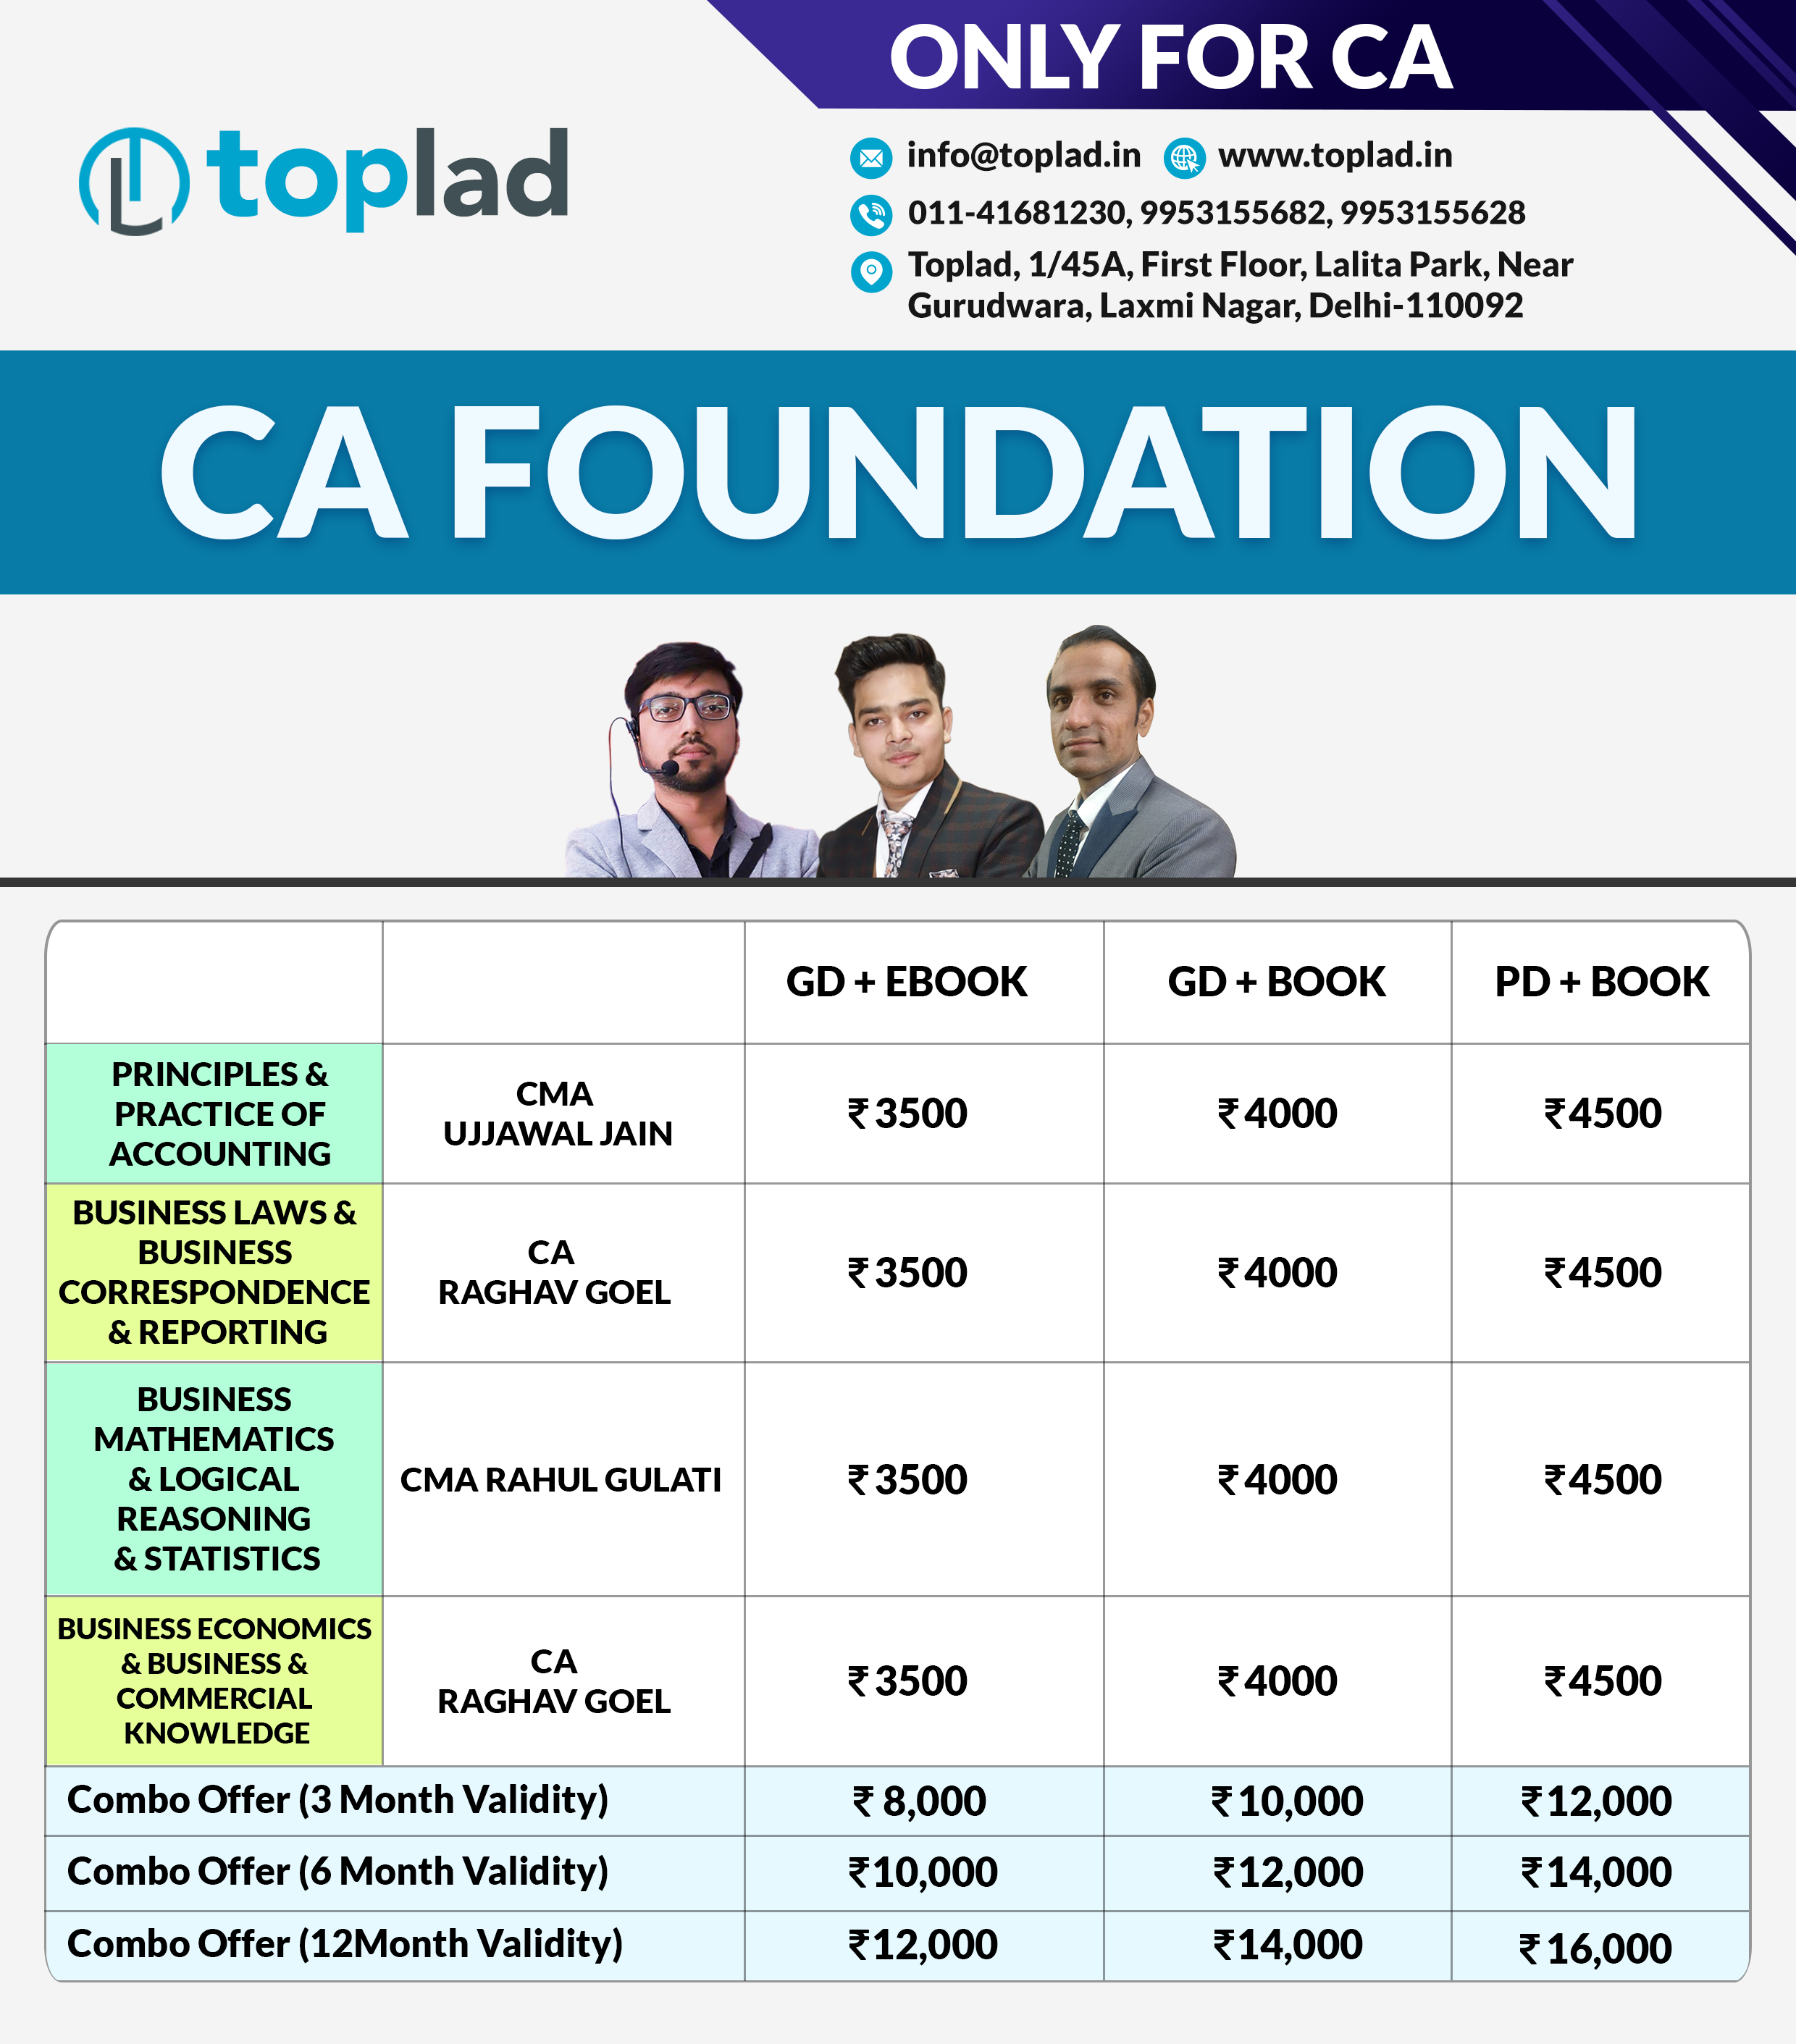 ONLY FOR CA
toplad
info@toplad.in www.toplad.in
011-41681230, 9953155682, 9953155628
Toplad, 1/45A, First Floor, Lalita Park, Near
Gurudwara, Laxmi Nagar, Delhi-110092
CA FOUNDATION
GD + EBOOK GD + BOOK PD + BOOK
PRINCIPLES &
PRACTICE OF
ACCOUNTING
CMA
UJJAWAL JAIN
₹3500 ₹4000 ₹4500
BUSINESS LAWS &
BUSINESS
CORRESPONDENCE
& REPORTING
CA
RAGHAV GOEL
₹3500 ₹4000 ₹4500
BUSINESS
MATHEMATICS
& LOGICAL
REASONING
& STATISTICS
CMA RAHUL GULATI
₹3500 ₹4000 ₹4500
BUSINESS ECONOMICS
& BUSINESS &
COMMERCIAL
KNOWLEDGE
CA
RAGHAV GOEL
₹3500 ₹4000 ₹4500
Combo Offer (3 Month Validity) ₹ 8,000 ₹10,000 ₹12,000
Combo Offer (6 Month Validity) ₹10,000 ₹12,000 ₹14,000
Combo Offer (12Month Validity) ₹12,000 ₹14,000 ₹16,000